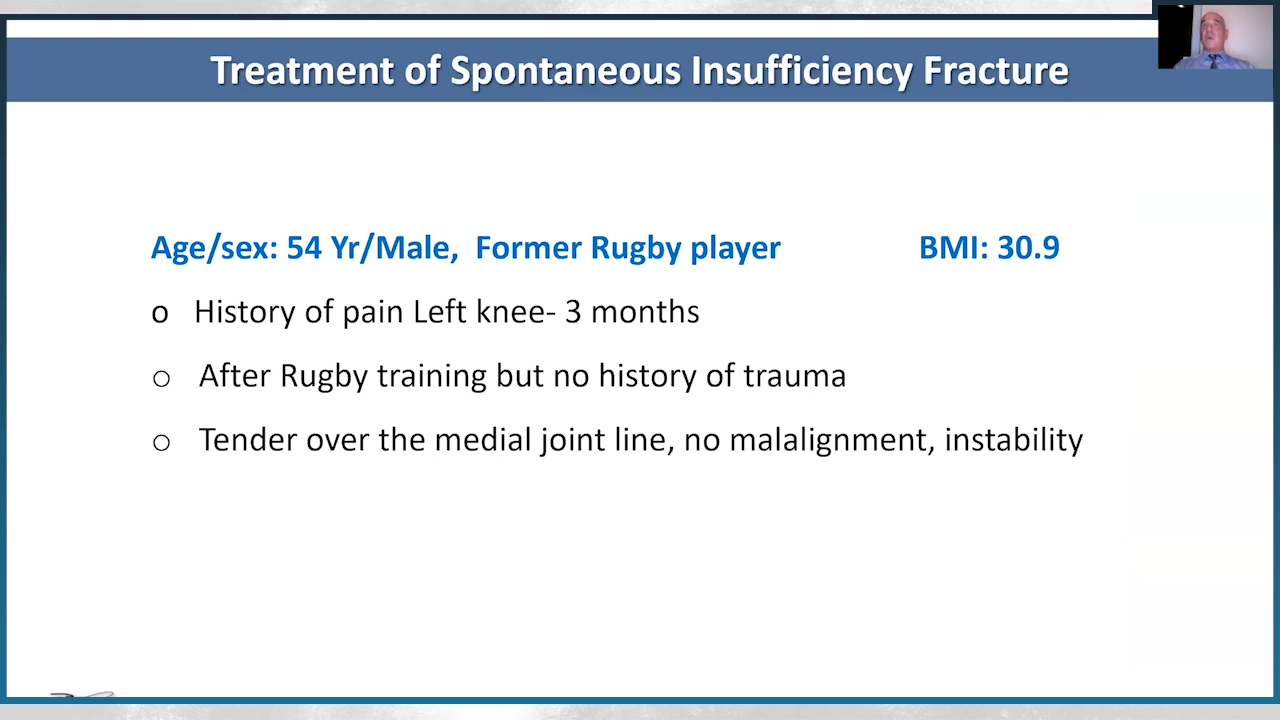 Treatment of Spontaneous Insufficiency Fracture
Age/sex: 54 Yr/Male, Former Rugby player BMI: 30.9
o History of pain Left knee- 3 months
o After Rugby training but no history of trauma
o Tender over the medial joint line, no malalignment, instability